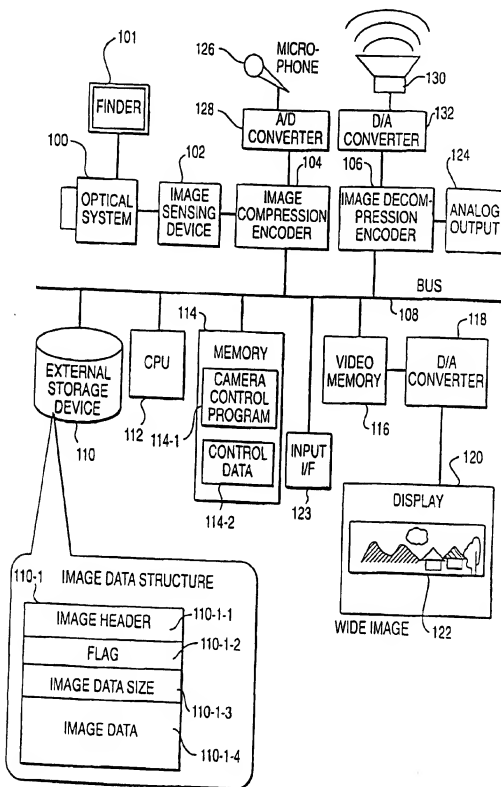 101
FINDER
100
OPTICAL
SYSTEM
102
IMAGE
SENSING
DEVICE
126
MICRO-
PHONE
128
A/D
CONVERTER
104
IMAGE
COMPRESSION
ENCODER
130
132
D/A
CONVERTER
106
IMAGE DECOM-
PRESSION
ENCODER
124
ANALOG
OUTPUT
BUS
108
EXTERNAL
STORAGE
DEVICE
110
CPU
112
114
MEMORY
CAMERA
CONTROL
PROGRAM
114-1
CONTROL
DATA
114-2
INPUT
I/F
123
VIDEO
MEMORY
116
118
D/A
CONVERTER
120
DISPLAY
WIDE IMAGE
122
110-1
IMAGE DATA STRUCTURE
IMAGE HEADER
110-1-1
FLAG
110-1-2
IMAGE DATA SIZE
110-1-3
IMAGE DATA
110-1-4